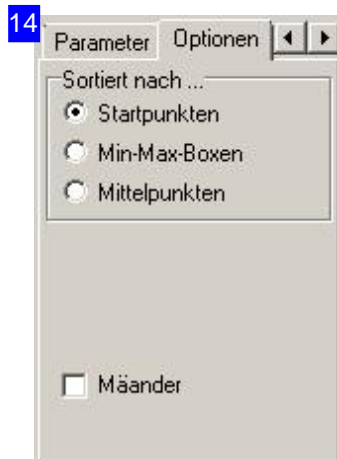 14
Parameter Optionen
Sortiert nach ...
Startpunkten
Min-Max-Boxen
Mittelpunkten
Mäander